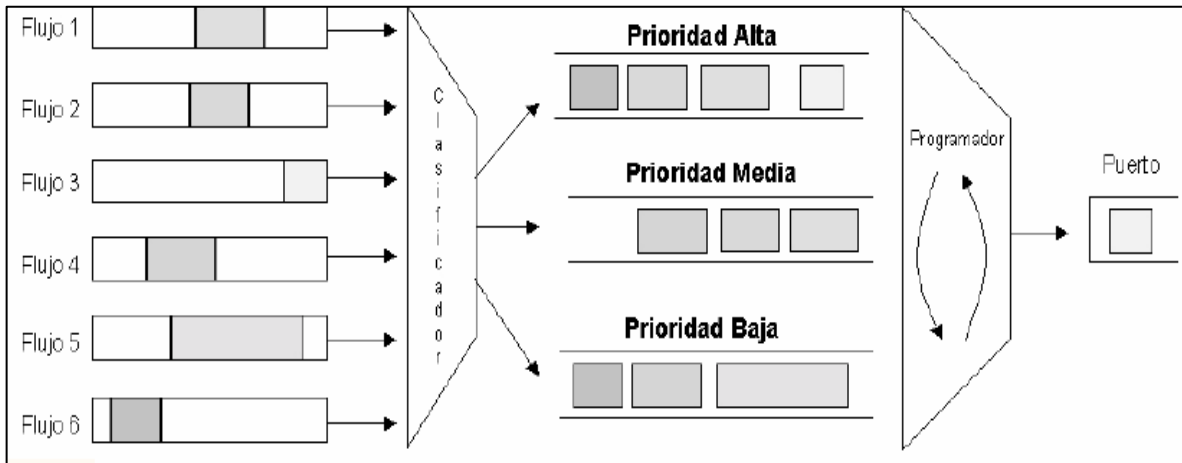 Flujo 1
Flujo 2
Flujo 3
Flujo 4
Flujo 5
Flujo 6
Clasificador
Prioridad Alta
Prioridad Media
Prioridad Baja
Programador
Puerto